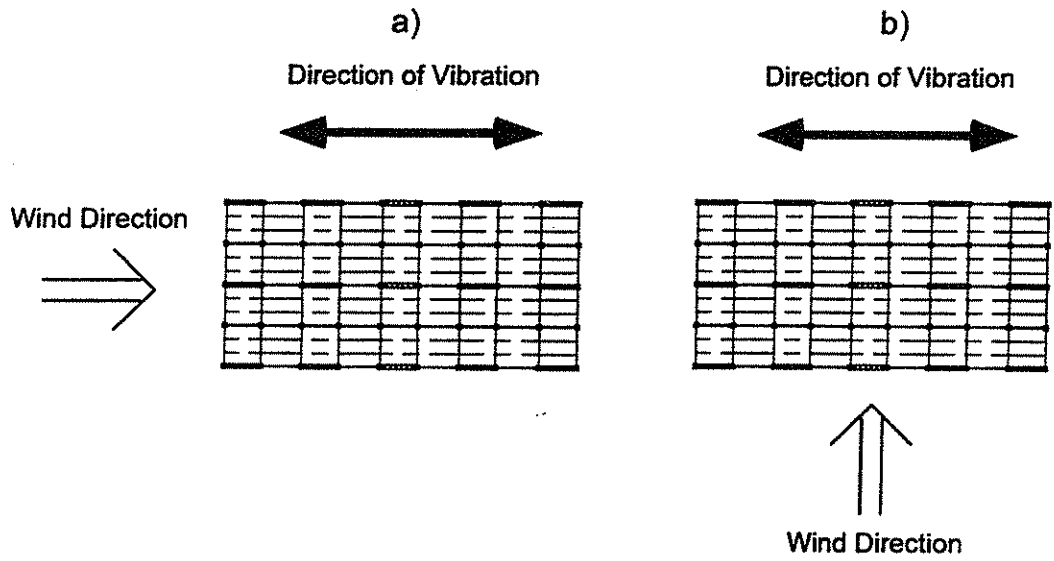 a)
Direction of Vibration
Wind Direction
b)
Direction of Vibration
Wind Direction